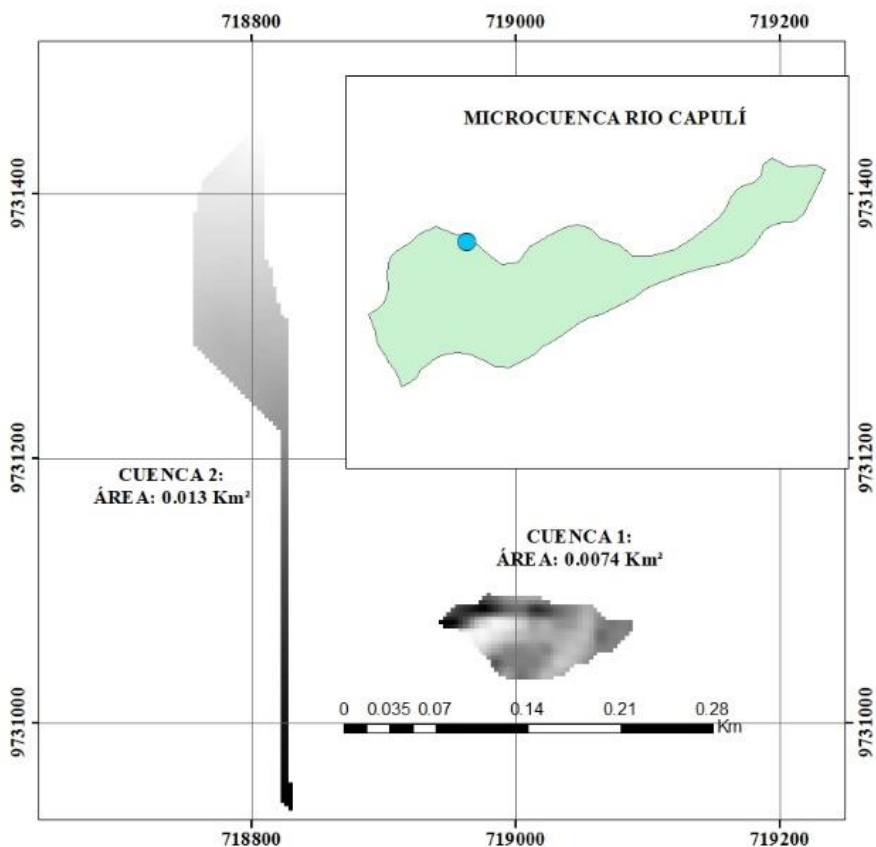 718800 719000 719200
MICROCUENCA RIO CAPULÍ
9731400 9731400
9731200 9731200
CUENCA 2:
ÁREA: 0.013 Km²
CUENCA 1:
ÁREA: 0.0074 Km²
0 0.035 0.07 0.14 0.21 0.28
Km
9731000 9731000
718800 719000 719200